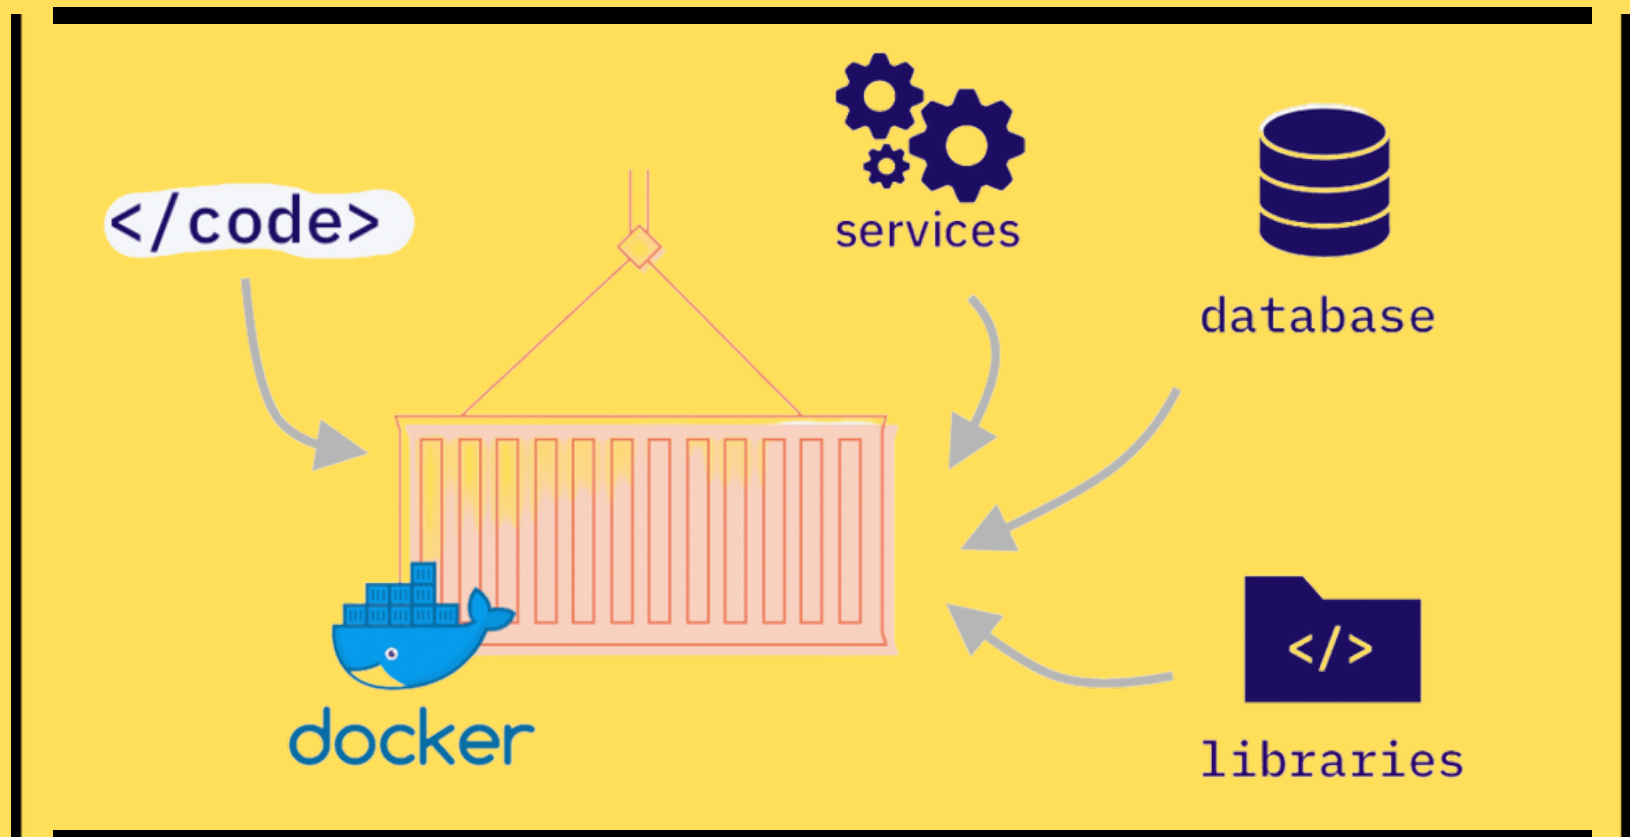 </code>
services
database
docker
</>
libraries